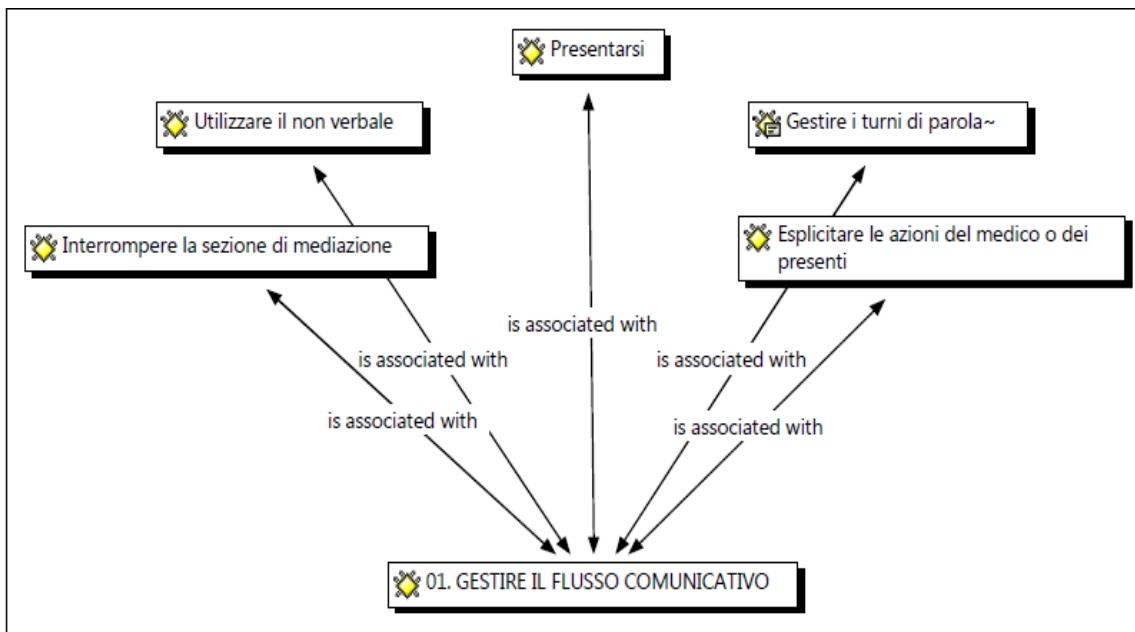 Presentarsi
Utilizzare il non verbale
Gestire i turni di parola~
Interrompere la sezione di mediazione
Esplicitare le azioni del medico o dei
presenti
is associated with
is associated with
is associated with
is associated with
is associated with
01. GESTIRE IL FLUSSO COMUNICATIVO